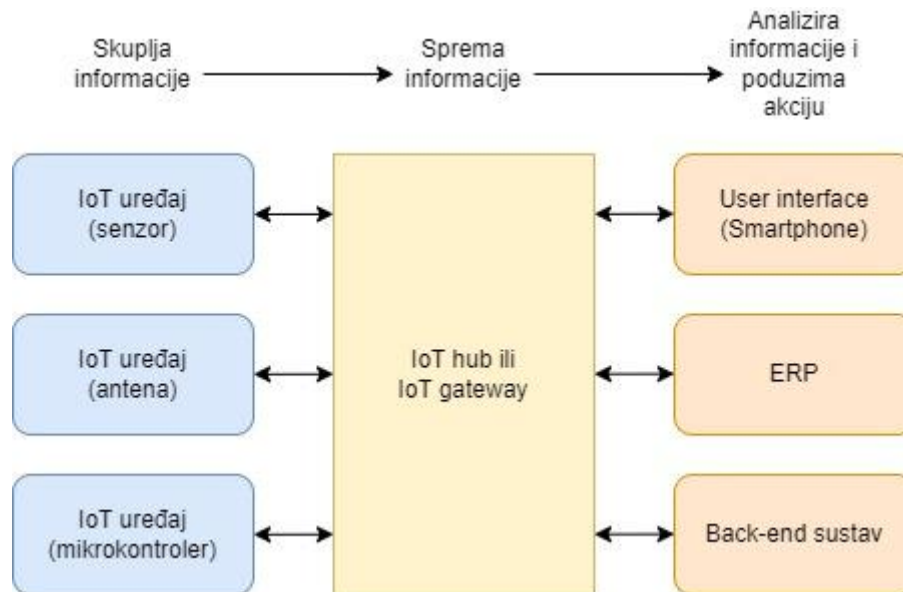 Skuplja
informacije
Sprema
informacije
Analizira
informacije i
poduzima
akciju
IoT uređaj
(senzor)
IoT hub ili
IoT gateway
User interface
(Smartphone)
IoT uređaj
(antena)
ERP
IoT uređaj
(mikrokontroler)
Back-end sustav